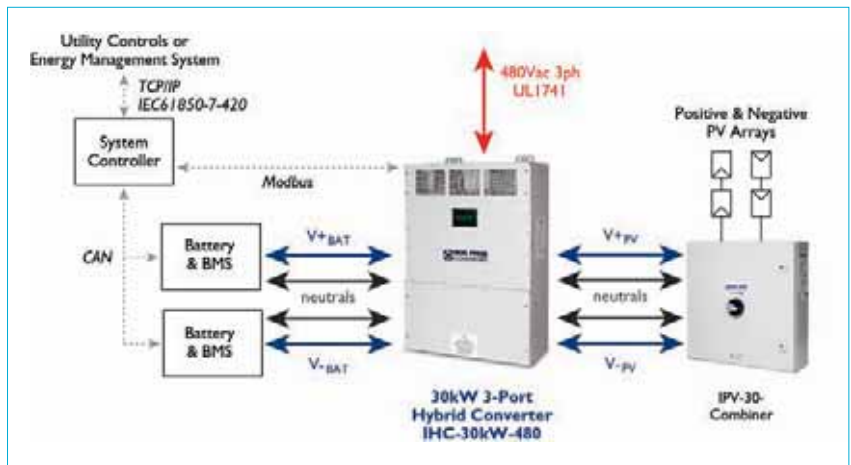 Utility Controls or
Energy Management System
TCP/IP
IEC61850-7-420
System
Controller
Modbus
CAN
480Vac 3ph
UL1741
Positive & Negative
PV Arrays
Battery
& BMS
V+BAT
V+PV
neutrals
neutrals
Battery
& BMS
V-BAT
V-PV
30kW 3-Port
Hybrid Converter
IHC-30kW-480
IPV-30-
Combiner